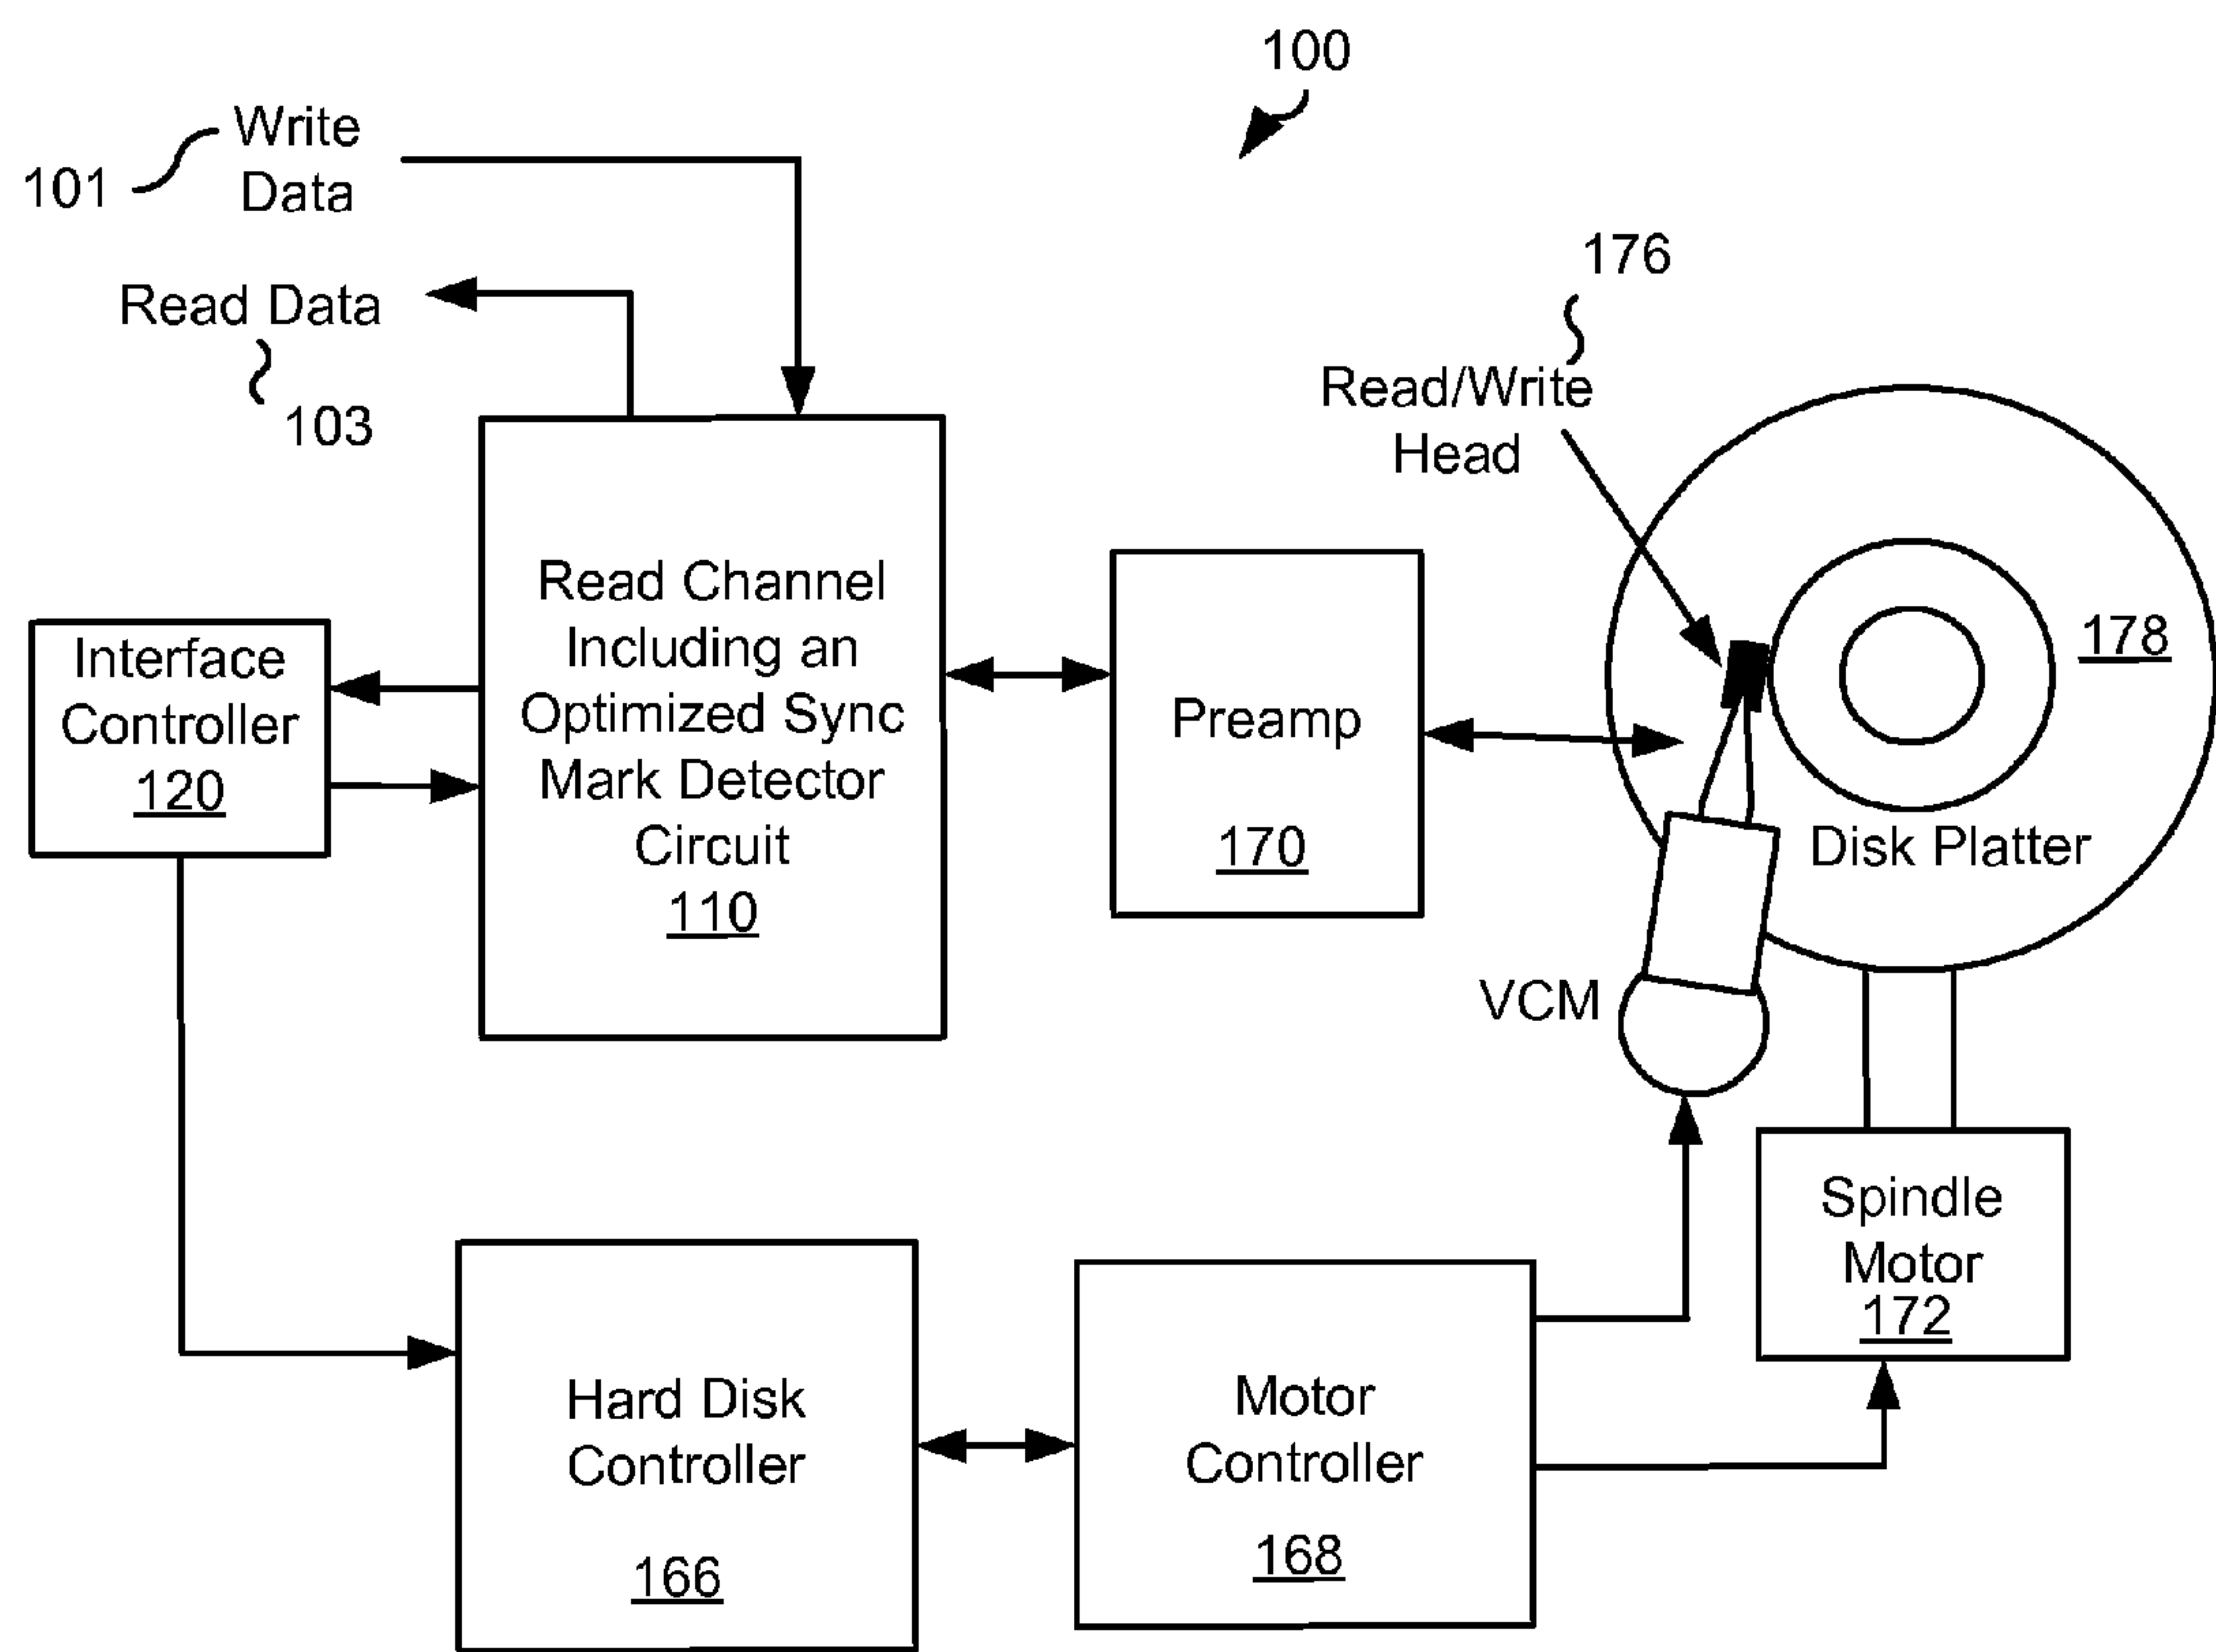 100
101
Write
Data
Read Data
103
176
Read/Write
Head
Read Channel
Including an
Optimized Sync
Mark Detector
Circuit
110
Interface
Controller
120
Preamp
170
178
Disk Platter
VCM
Spindle
Motor
172
Hard Disk
Controller
166
Motor
Controller
168